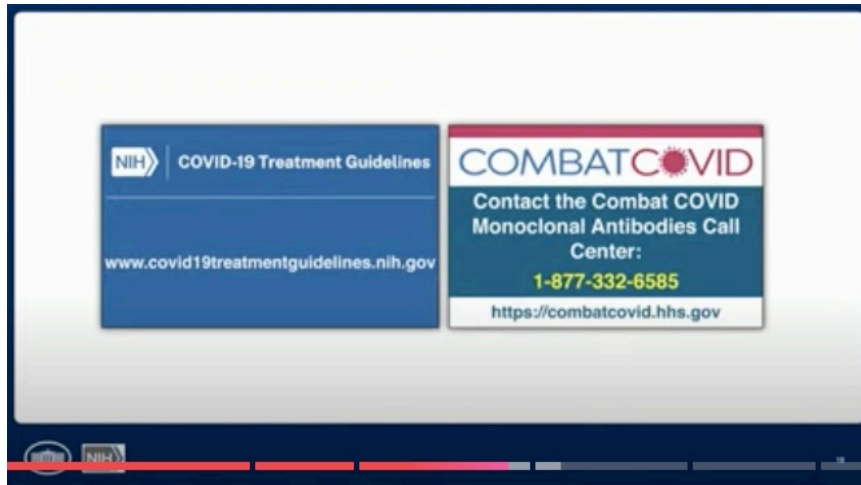 NIH
COVID-19 Treatment Guidelines
www.covid19treatmentguidelines.nih.gov
COMBATCOVID
Contact the Combat COVID
Monoclonal Antibodies Call
Center:
1-877-332-6585
https://combatcovid.hhs.gov
NIH